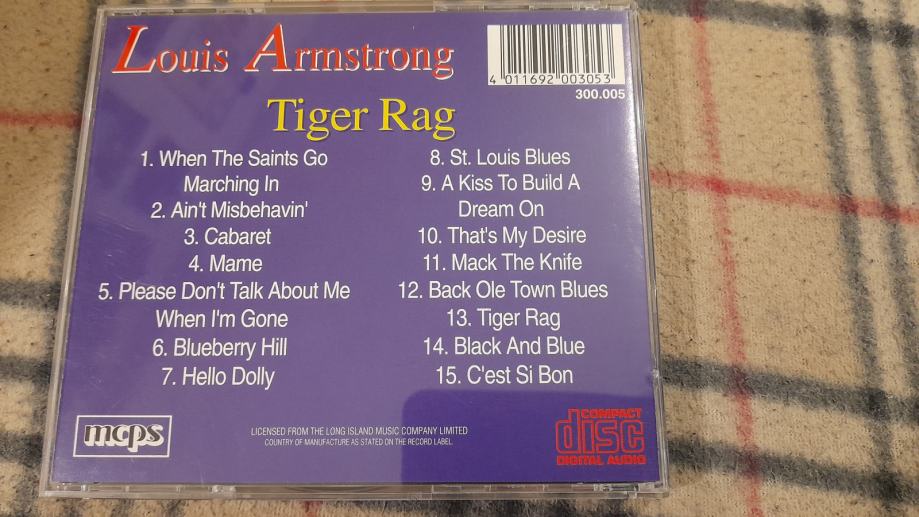 Louis Armstrong
4 011692 003053
300.005
Tiger Rag
1. When The Saints Go
Marching In
2. Ain't Misbehavin'
3. Cabaret
4. Mame
5. Please Don't Talk About Me
When I'm Gone
6. Blueberry Hill
7. Hello Dolly
8. St. Louis Blues
9. A Kiss To Build A
Dream On
10. That's My Desire
11. Mack The Knife
12. Back Ole Town Blues
13. Tiger Rag
14. Black And Blue
15. C'est Si Bon
mcps
LICENSED FROM THE LONG ISLAND MUSIC COMPANY LIMITED
COUNTRY OF MANUFACTURE AS STATED ON THE RECORD LABEL.
COMPACT
disc
DIGITAL AUDIO